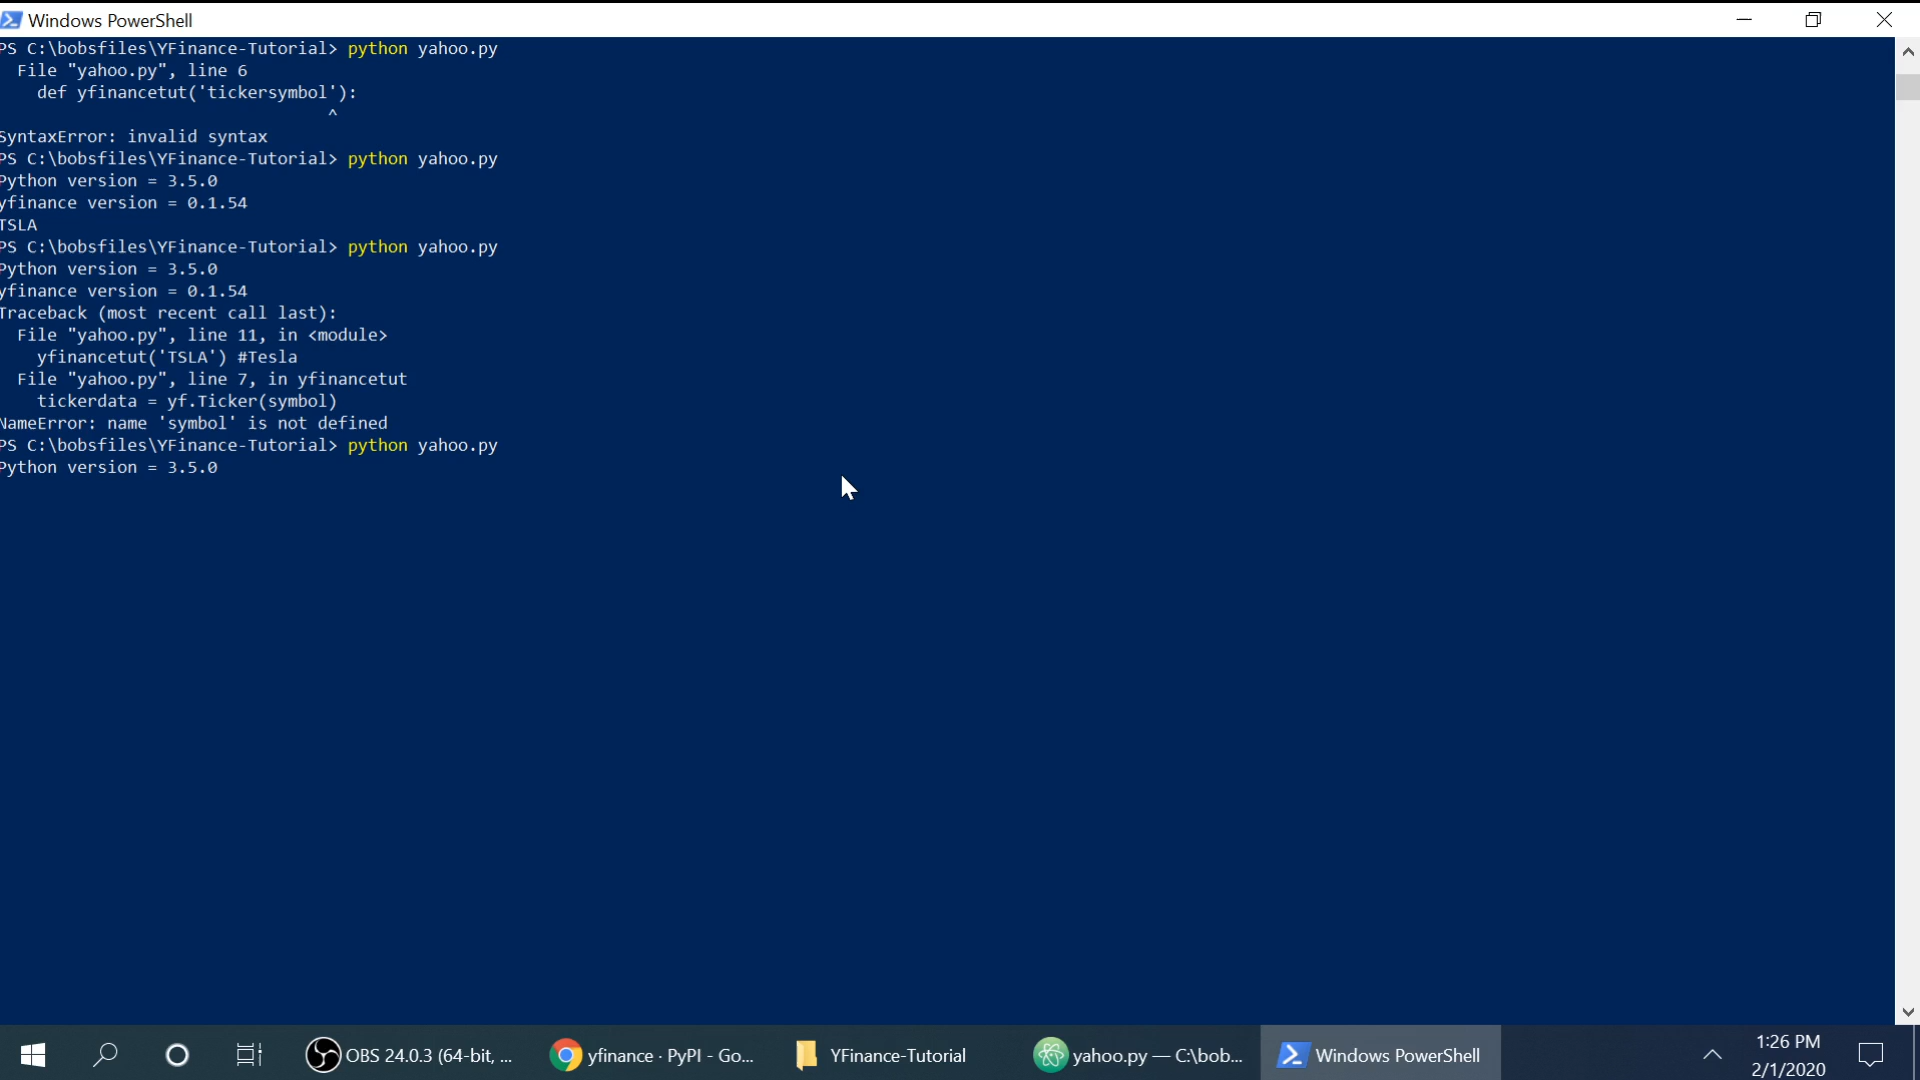 Windows PowerShell
PS C:\bobsfiles\YFinance-Tutorial> python yahoo.py
File "yahoo.py", line 6
def yfinancetut('tickersymbol'):
^
SyntaxError: invalid syntax
PS C:\bobsfiles\YFinance-Tutorial> python yahoo.py
Python version = 3.5.0
yfinance version = 0.1.54
TSLA
PS C:\bobsfiles\YFinance-Tutorial> python yahoo.py
Python version = 3.5.0
yfinance version = 0.1.54
Traceback (most recent call last):
File "yahoo.py", line 11, in <module>
yfinancetut('TSLA') #Tesla
File "yahoo.py", line 7, in yfinancetut
tickerdata = yf.Ticker(symbol)
NameError: name 'symbol' is not defined
PS C:\bobsfiles\YFinance-Tutorial> python yahoo.py
Python version = 3.5.0
OBS 24.0.3 (64-bit, ...
yfinance · PyPI - Go...
YFinance-Tutorial
yahoo.py — C:\bob...
Windows PowerShell
1:26 PM
2/1/2020